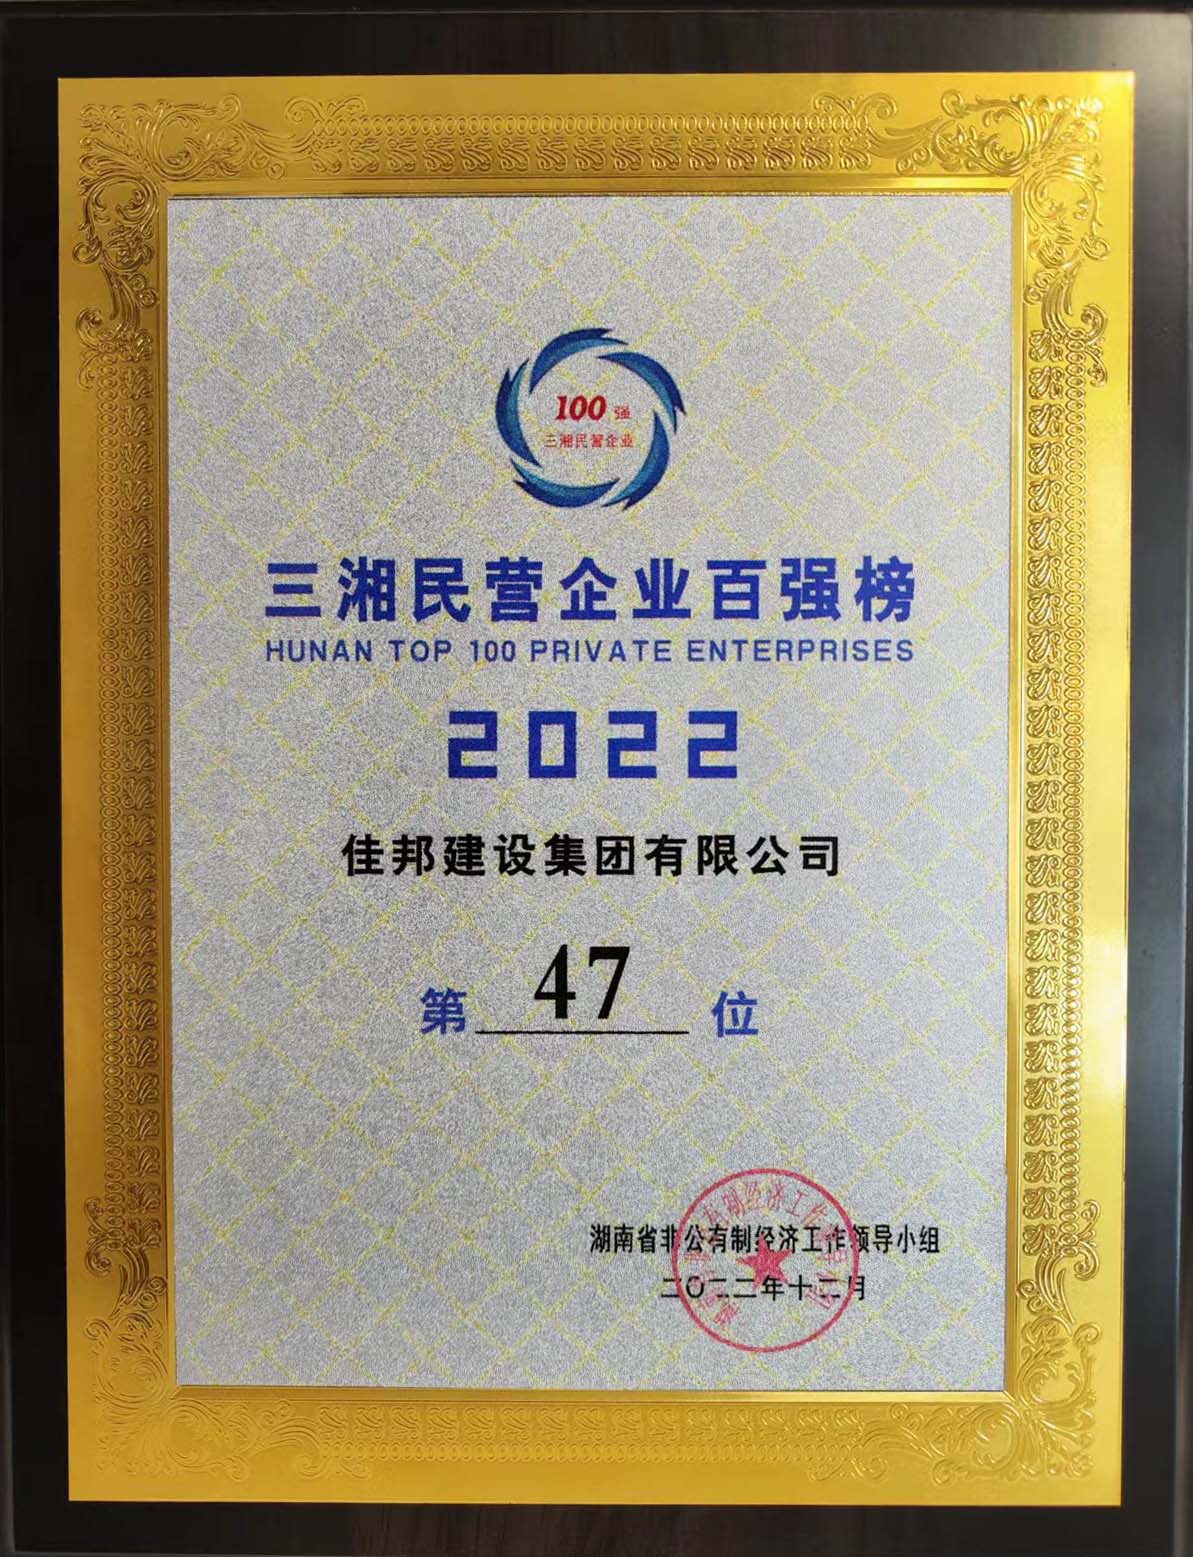 100 强
三湘民营企业
三湘民营企业百强榜
HUNAN TOP 100 PRIVATE ENTERPRISES
2022
佳邦建设集团有限公司
第 47 位
湖南省非公有制经济工作领导小组
二〇二二年十二月